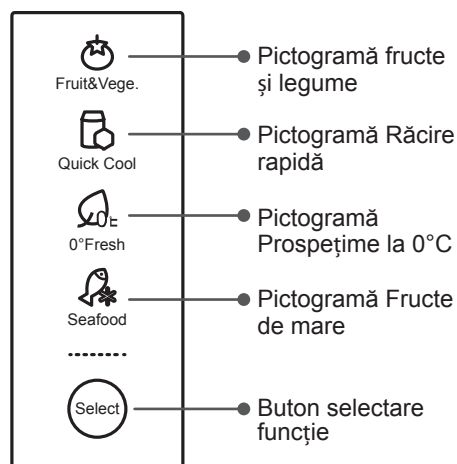 Fruit&Vege.
Pictogramă fructe
și legume
Quick Cool
Pictogramă Răcire
rapidă
0°Fresh
Pictogramă
Prospețime la 0°C
Seafood
Pictogramă Fructe
de mare
Select
Buton selectare
funcție